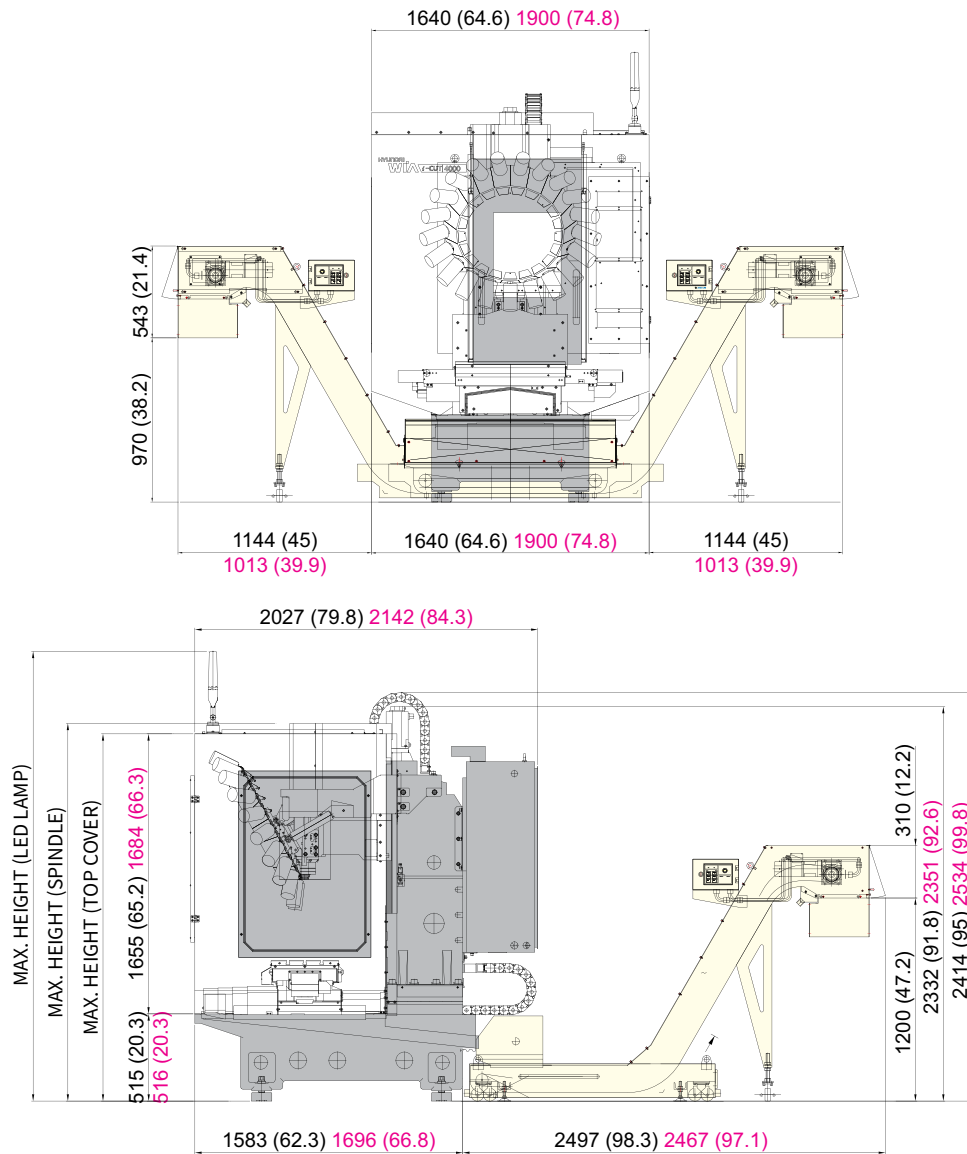 1640 (64.6) 1900 (74.8)
HYUNDAI
WIA i-CUT 4000
543 (21.4)
970 (38.2)
1144 (45)
1013 (39.9)
1640 (64.6) 1900 (74.8)
1144 (45)
1013 (39.9)
2027 (79.8) 2142 (84.3)
MAX. HEIGHT (LED LAMP)
MAX. HEIGHT (SPINDLE)
MAX. HEIGHT (TOP COVER)
1655 (65.2) 1684 (66.3)
515 (20.3)
516 (20.3)
310 (12.2)
1200 (47.2)
2332 (91.8) 2351 (92.6)
2414 (95) 2534 (99.8)
1583 (62.3) 1696 (66.8)
2497 (98.3) 2467 (97.1)